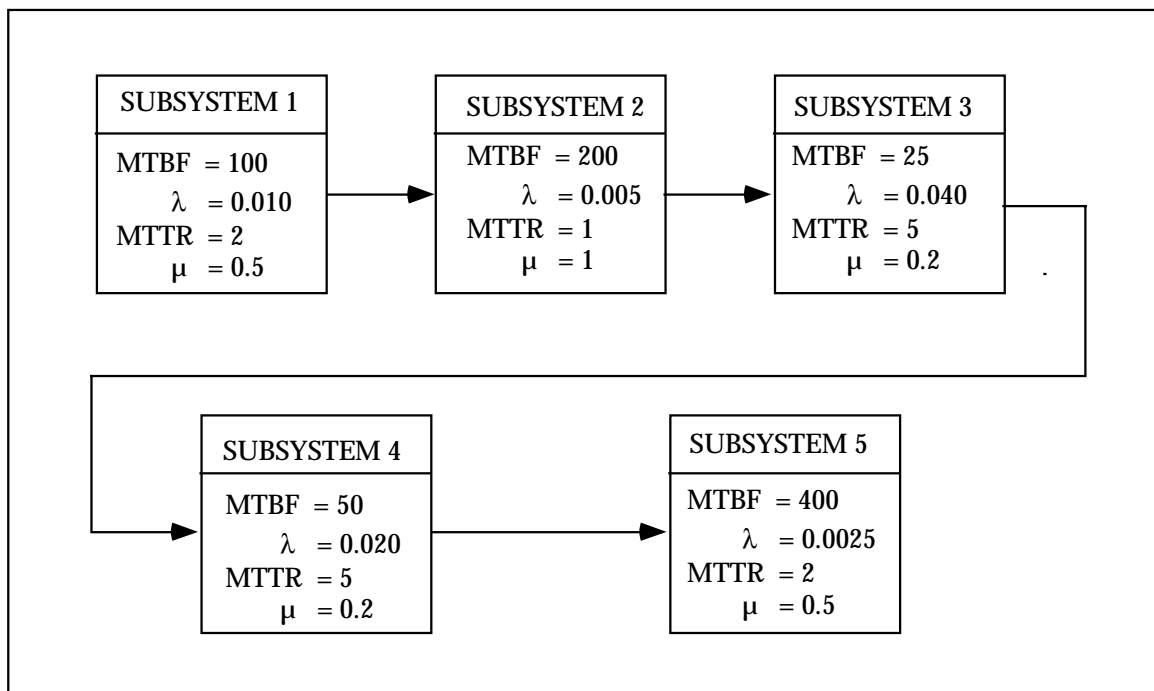 SUBSYSTEM 1
MTBF = 100
λ = 0.010
MTTR = 2
μ = 0.5
SUBSYSTEM 2
MTBF = 200
λ = 0.005
MTTR = 1
μ = 1
SUBSYSTEM 3
MTBF = 25
λ = 0.040
MTTR = 5
μ = 0.2
.
SUBSYSTEM 4
MTBF = 50
λ = 0.020
MTTR = 5
μ = 0.2
SUBSYSTEM 5
MTBF = 400
λ = 0.0025
MTTR = 2
μ = 0.5